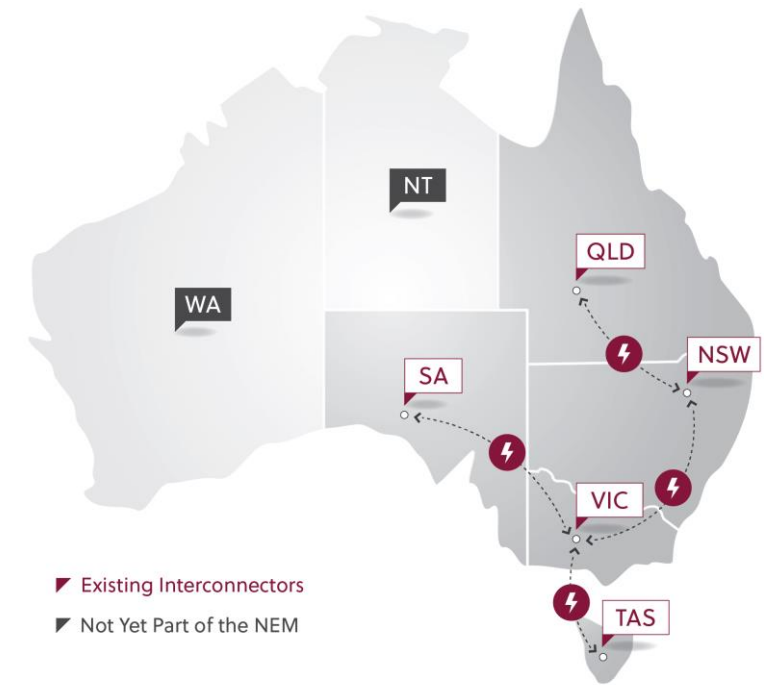 NT
QLD
WA
NSW
SA
VIC
Existing Interconnectors
Not Yet Part of the NEM
TAS